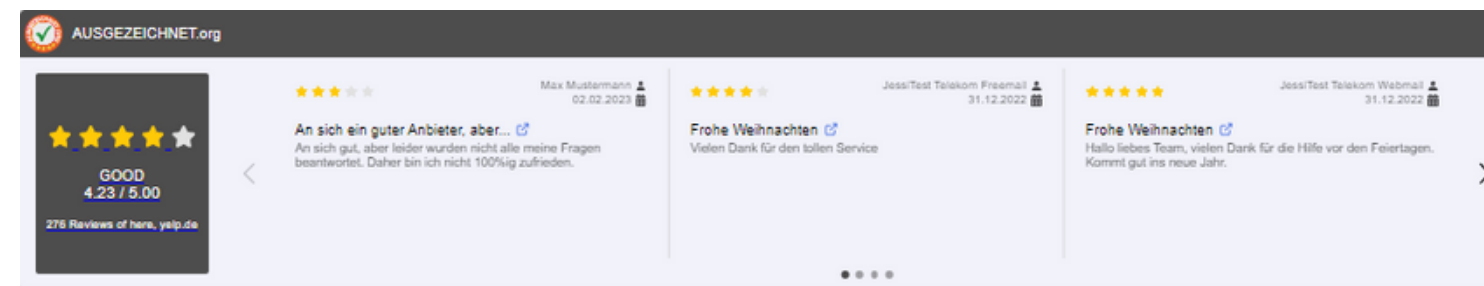 AUSGEZEICHNET.org
GOOD
4.23 / 5.00
276 Reviews of here, yelp.de
Max Mustermann
02.02.2023
An sich ein guter Anbieter, aber...
An sich gut, aber leider wurden nicht alle meine Fragen
beantwortet. Daher bin ich nicht 100%ig zufrieden.
JessiTest Telekom Freemail
31.12.2022
Frohe Weihnachten
Vielen Dank für den tollen Service
JessiTest Telekom Webmail
31.12.2022
Frohe Weihnachten
Hallo liebes Team, vielen Dank für die Hilfe vor den Feiertagen.
Kommt gut ins neue Jahr.